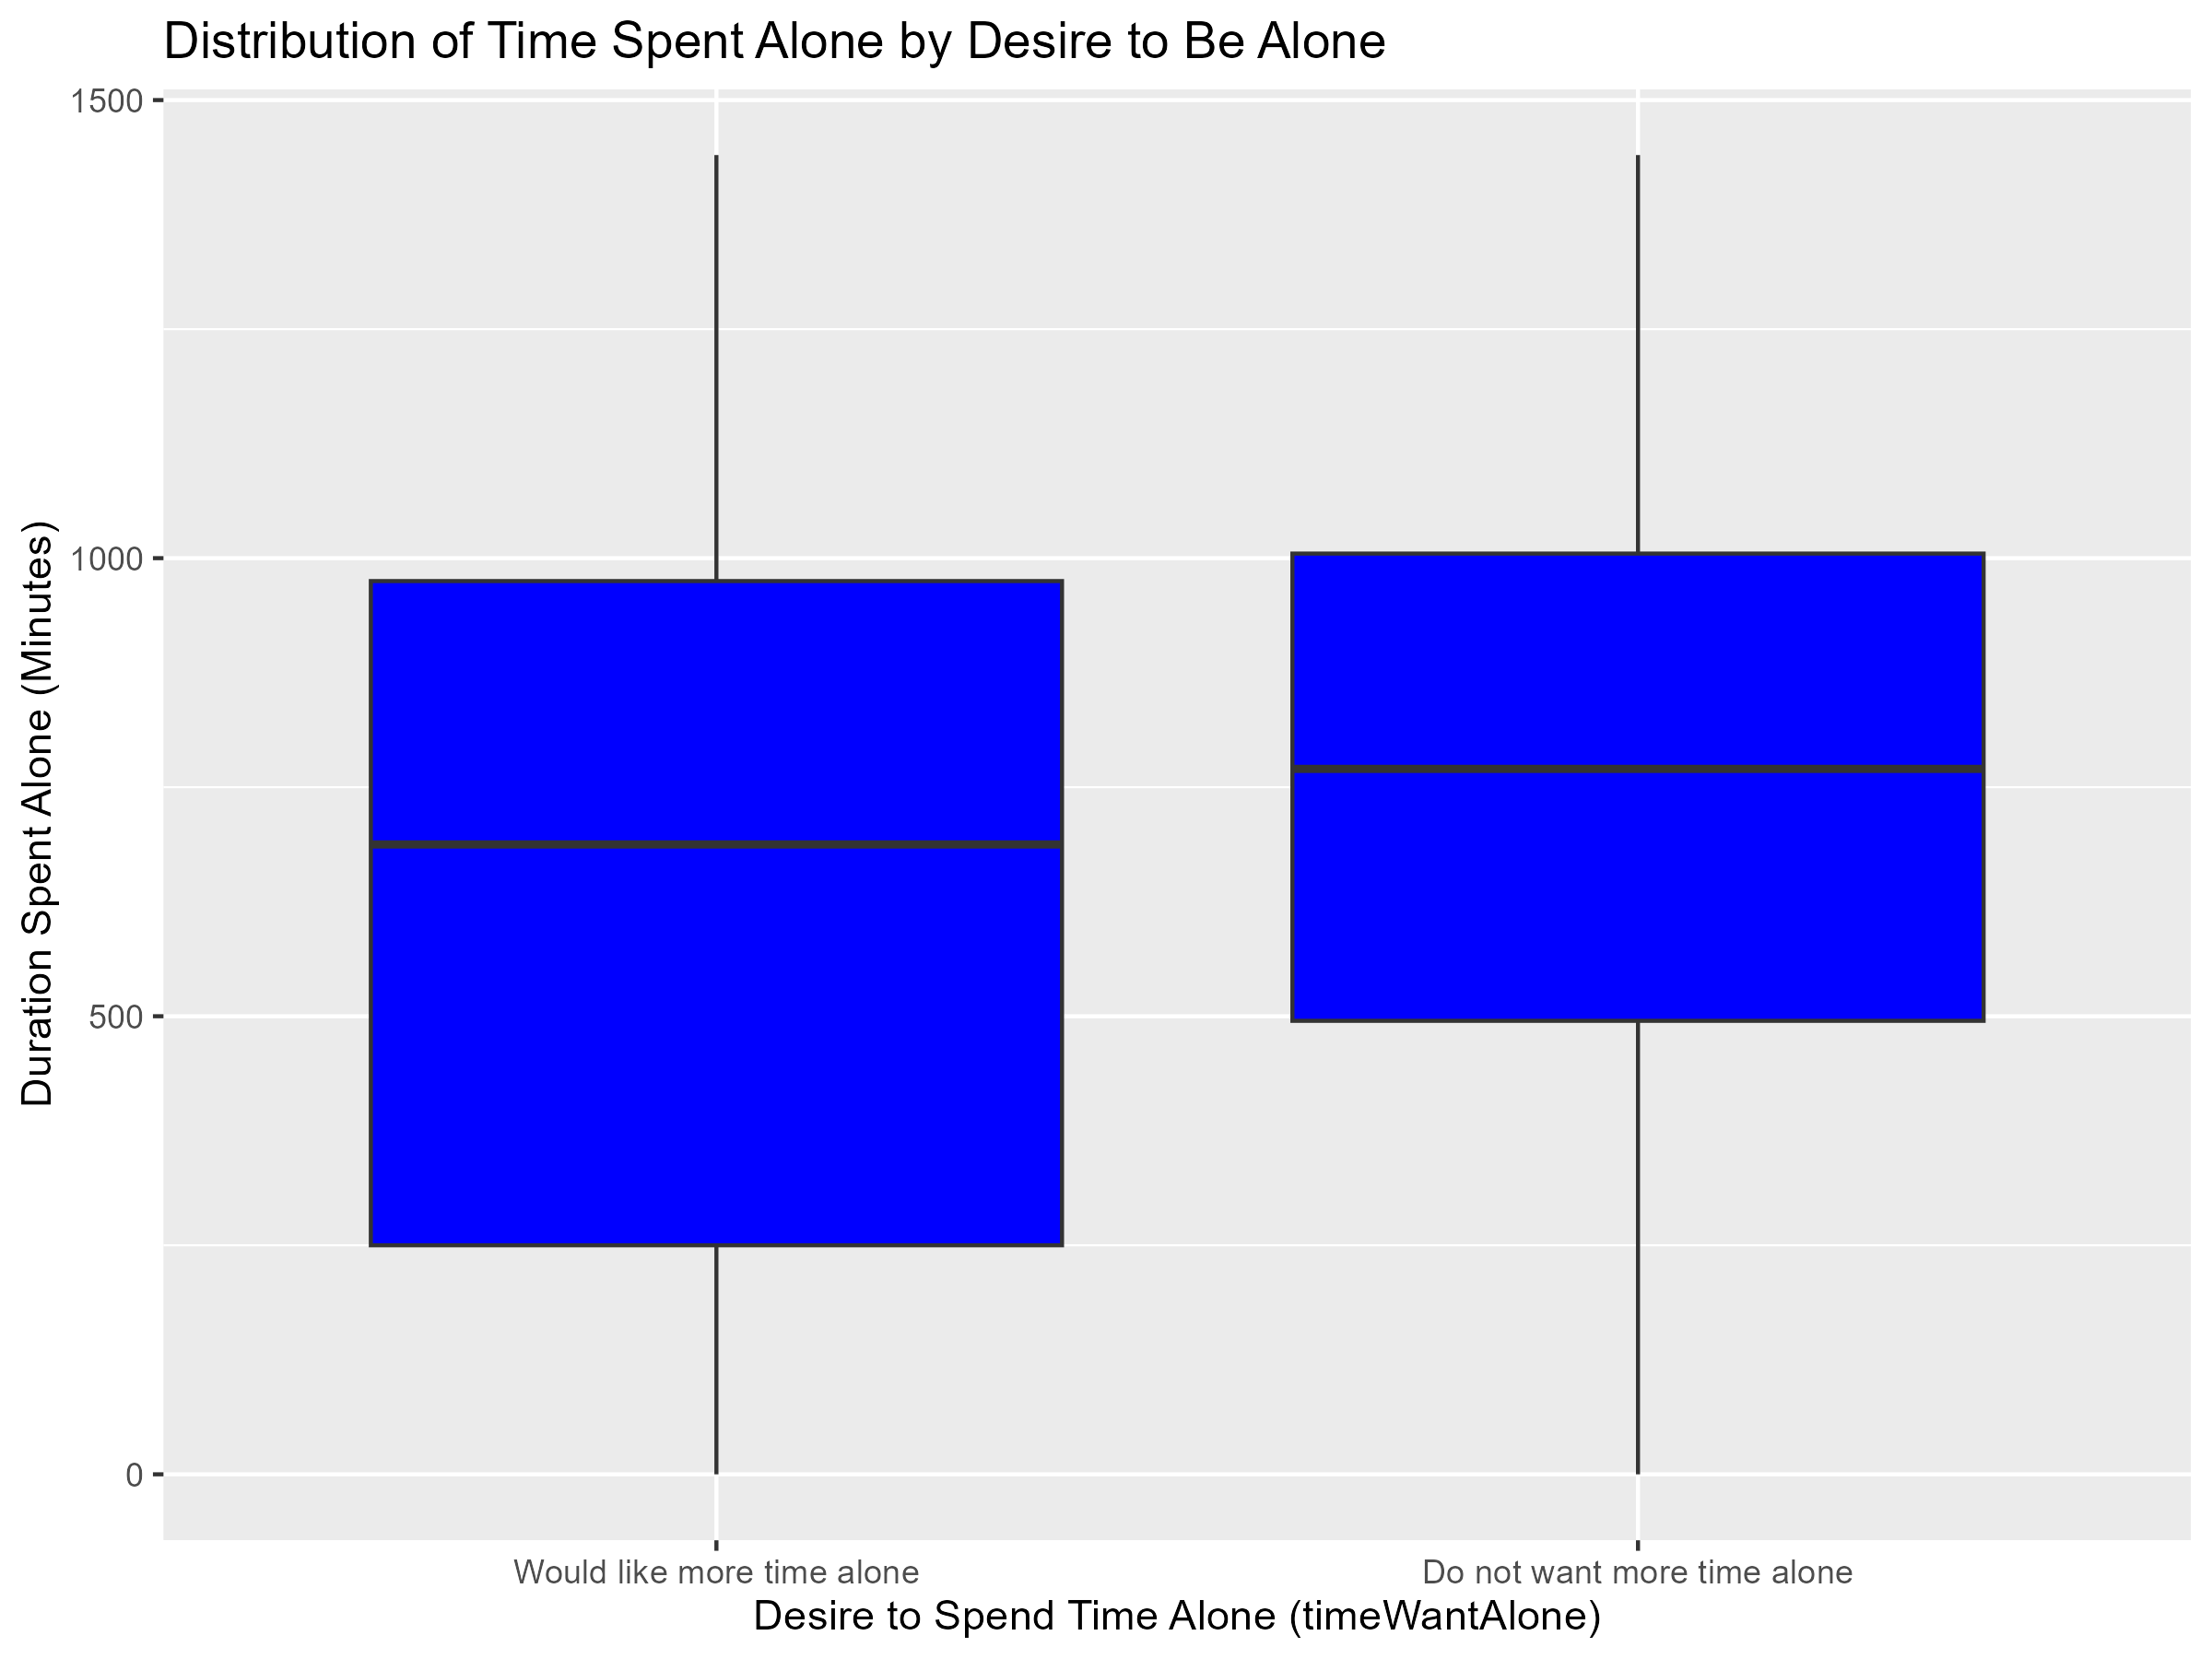 Distribution of Time Spent Alone by Desire to Be Alone
Duration Spent Alone (Minutes)
1500
1000
500
0
Would like more time alone
Do not want more time alone
Desire to Spend Time Alone (timeWantAlone)